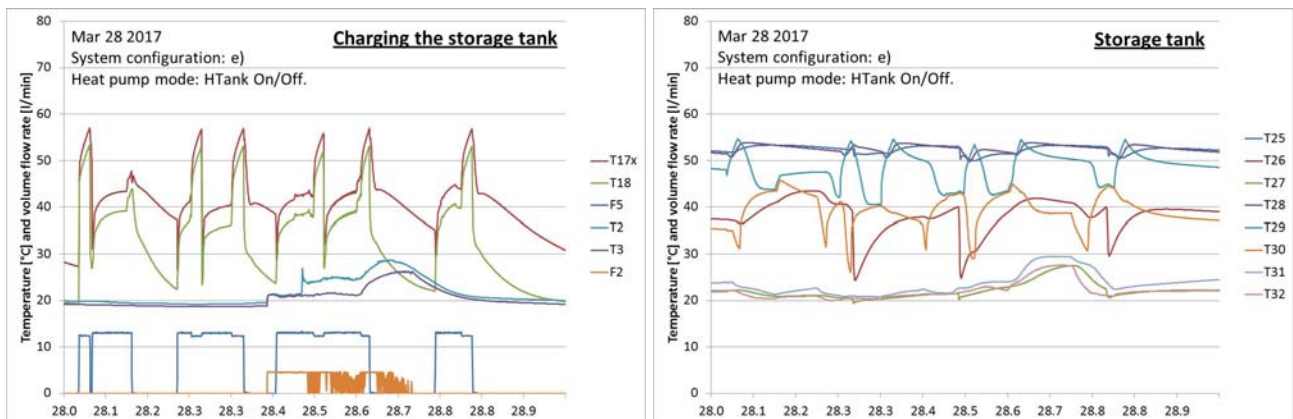 Mar 28 2017
System configuration: e)
Heat pump mode: HTank On/Off.
Charging the storage tank
Temperature [°C] and volume flow rate [l/min]
80
70
60
50
40
30
20
10
0
28.0 28.1 28.2 28.3 28.3 28.4 28.5 28.6 28.7 28.8 28.8 28.9
T17x
T18
F5
T2
T3
F2
Mar 28 2017
System configuration: e)
Heat pump mode: HTank On/Off.
Storage tank
Temperature [°C] and volume flow rate [l/min]
80
70
60
50
40
30
20
10
0
28.0 28.1 28.2 28.3 28.3 28.4 28.5 28.6 28.7 28.8 28.8 28.9
T25
T26
T27
T28
T29
T30
T31
T32